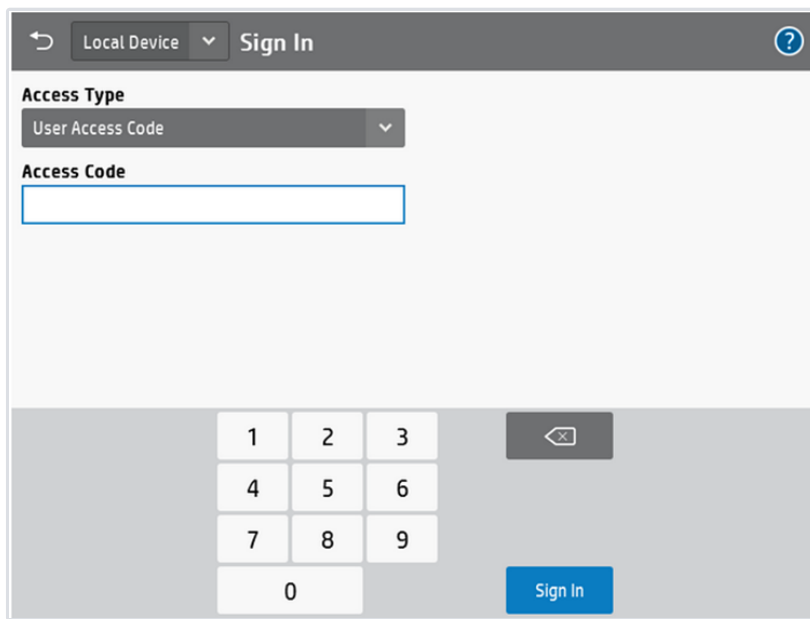 Local Device Sign In ?
Access Type
User Access Code
Access Code
1 2 3
4 5 6
7 8 9
0 Sign In